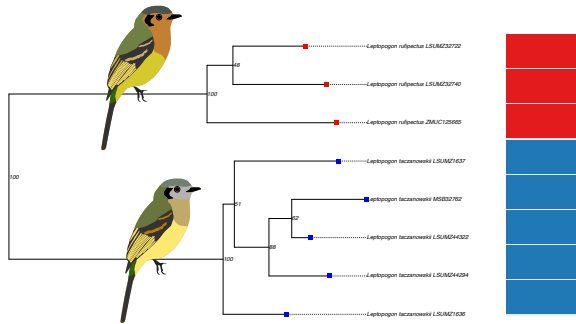 Leptopogon rufipectus LSUMZ32722
48
Leptopogon rufipectus LSUMZ32740
100
Leptopogon rufipectus ZMUC125665
Leptopogon taczanowskii LSUMZ1637
100
Leptopogon taczanowskii MSB32762
51
62
Leptopogon taczanowskii LSUMZ44322
88
100
Leptopogon taczanowskii LSUMZ44294
Leptopogon taczanowskii LSUMZ1636